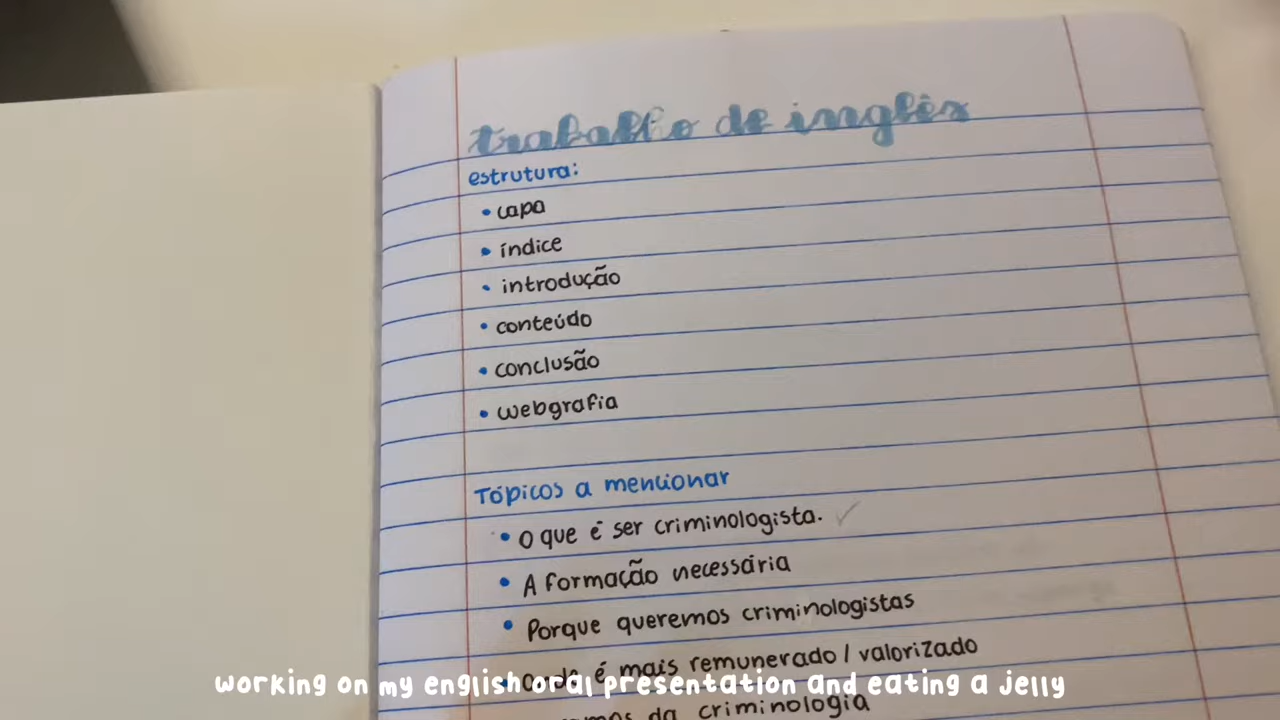 trabalho de inglês
estrutura:
• capa
• índice
• introdução
• conteúdo
• conclusão
• webgrafia
Tópicos a mencionar
• O que é ser criminologista.
• A formação necessária
• Porque queremos criminologistas
• Onde é mais remunerado / valorizado
working on my english oral presentation and eating a jelly
da criminologia